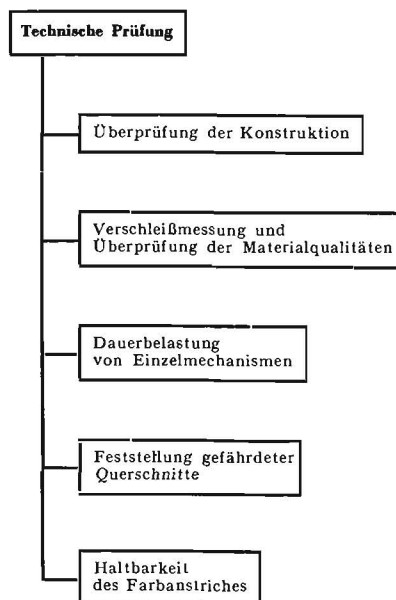 Technische Prüfung
Überprüfung der Konstruktion
Verschleißmessung und
Überprüfung der Materialqualitäten
Dauerbelastung
von Einzelmechanismen
Feststellung gefährdeter
Querschnitte
Haltbarkeit
des Farbanstriches